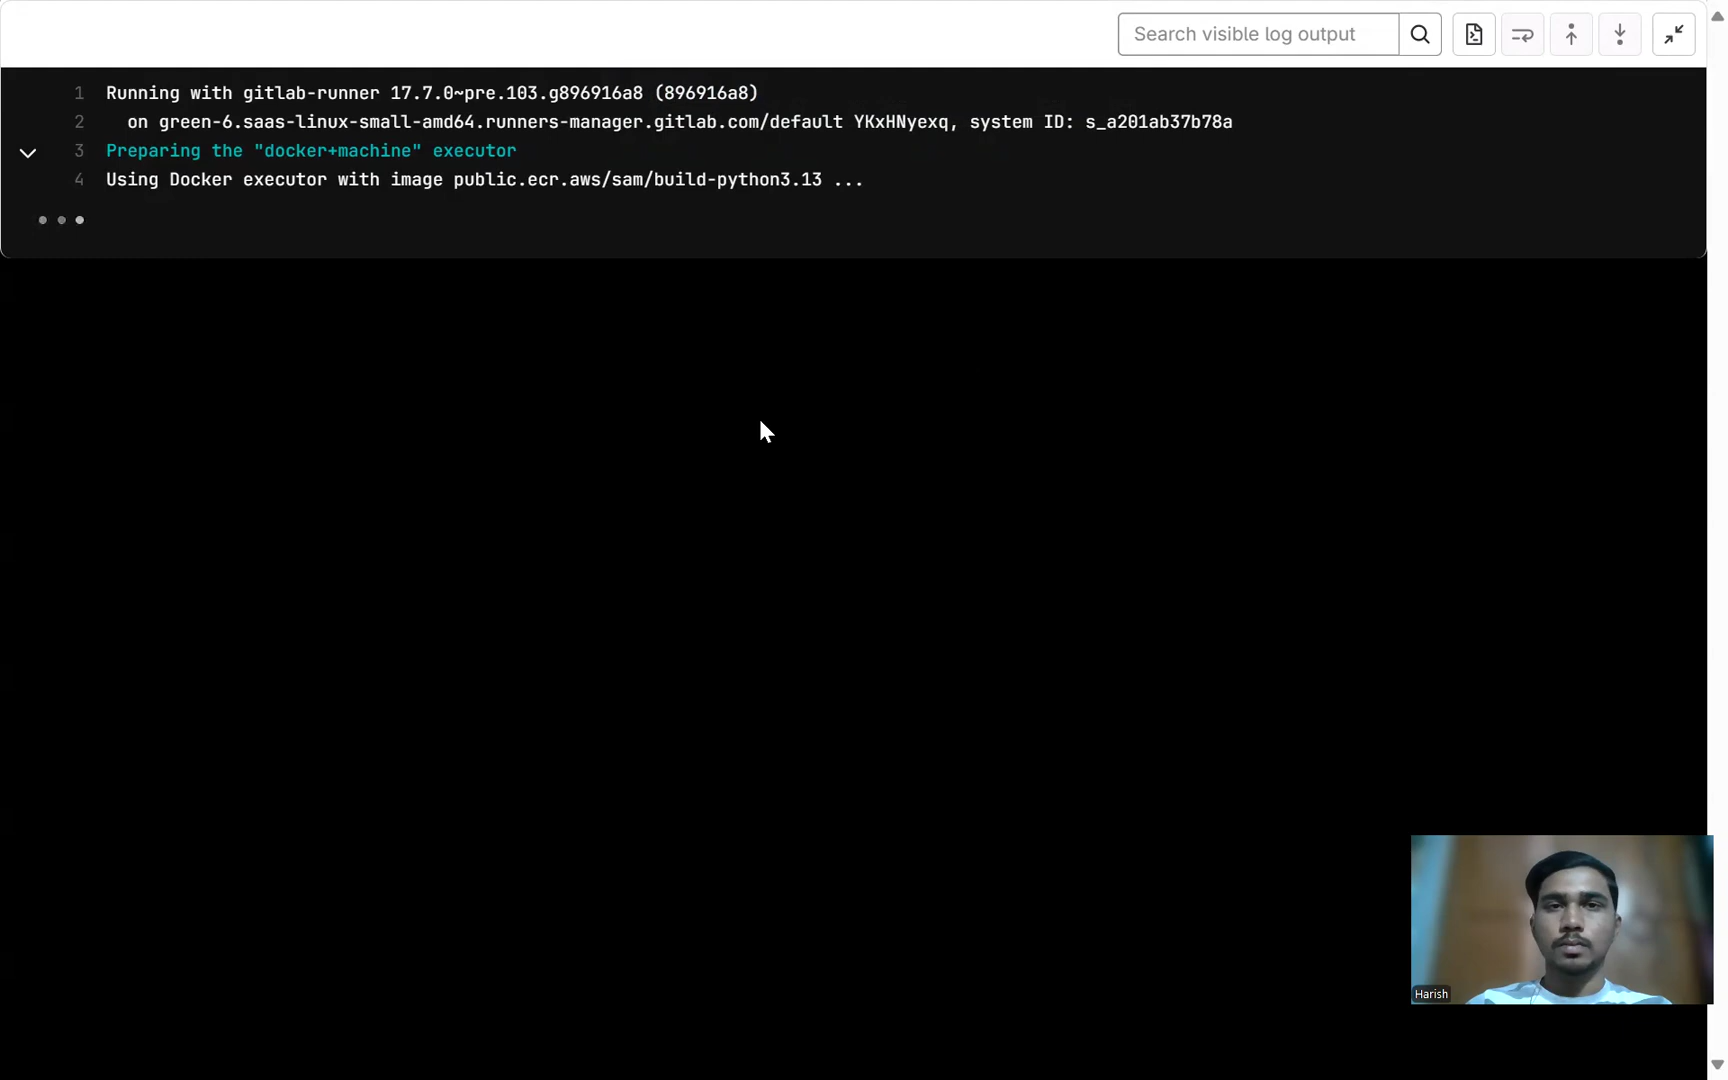 Search visible log output
1 Running with gitlab-runner 17.7.0~pre.103.g896916a8 (896916a8)
2 on green-6.saas-linux-small-amd64.runners-manager.gitlab.com/default YKxHNyexq, system ID: s_a201ab37b78a
3 Preparing the "docker+machine" executor
4 Using Docker executor with image public.ecr.aws/sam/build-python3.13 ...
Harish